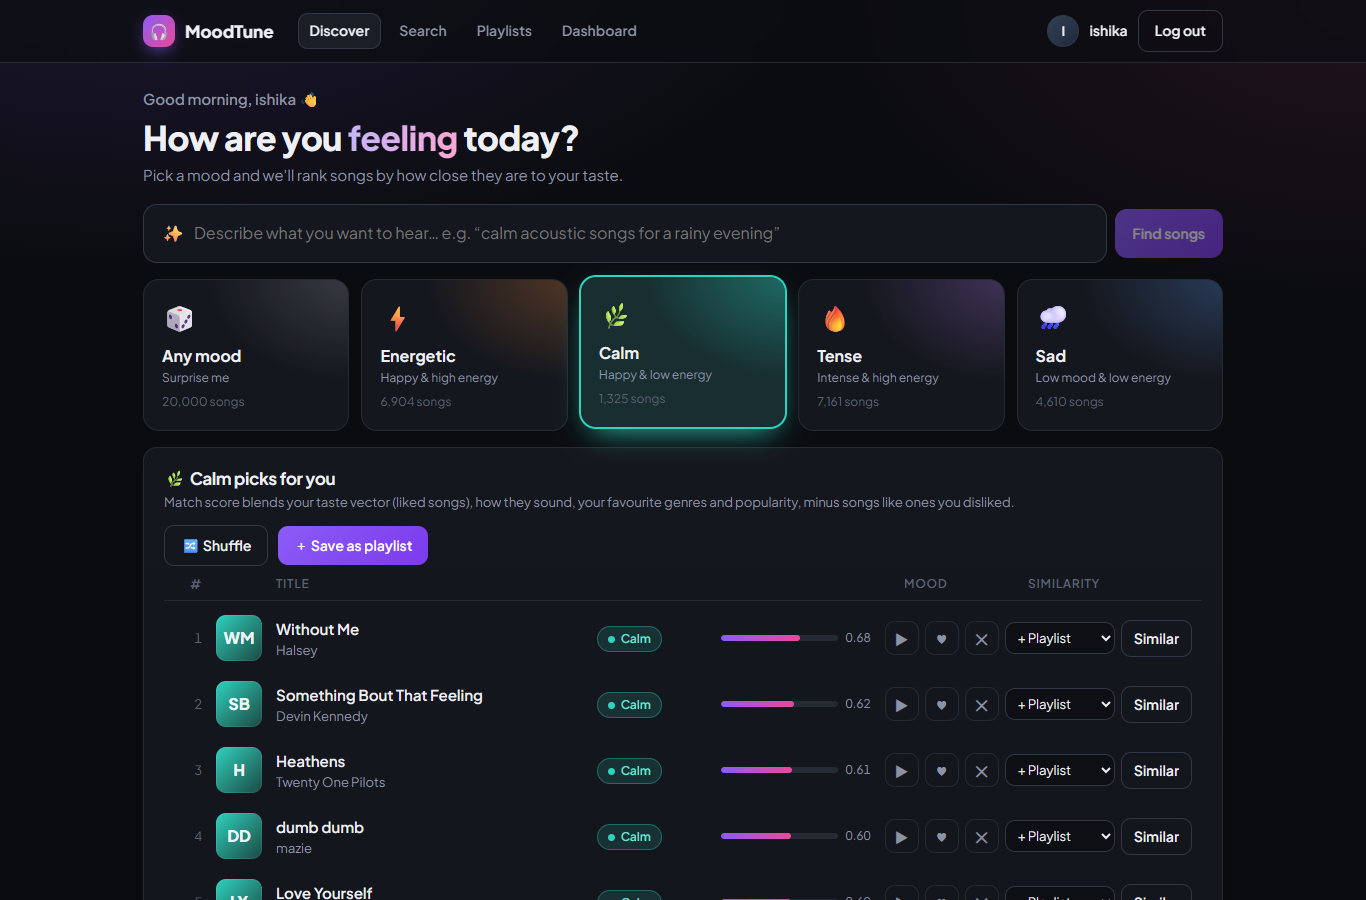 MoodTune
Discover
Search
Playlists
Dashboard
I
ishika
Log out
Good morning, ishika 👋
How are you feeling today?
Pick a mood and we'll rank songs by how close they are to your taste.
✨ Describe what you want to hear... e.g. “calm acoustic songs for a rainy evening”
Find songs
Any mood
Surprise me
20,000 songs
Energetic
Happy & high energy
6,904 songs
Calm
Happy & low energy
1,325 songs
Tense
Intense & high energy
7,161 songs
Sad
Low mood & low energy
4,610 songs
🌿 Calm picks for you
Match score blends your taste vector (liked songs), how they sound, your favourite genres and popularity, minus songs like ones you disliked.
🔀 Shuffle
+ Save as playlist
# TITLE MOOD SIMILARITY
1 WM Without Me Calm 0.68 + Playlist Similar
Halsey
2 SB Something Bout That Feeling Calm 0.62 + Playlist Similar
Devin Kennedy
3 H Heathens Calm 0.61 + Playlist Similar
Twenty One Pilots
4 DD dumb dumb Calm 0.60 + Playlist Similar
mazie
Love Yourself